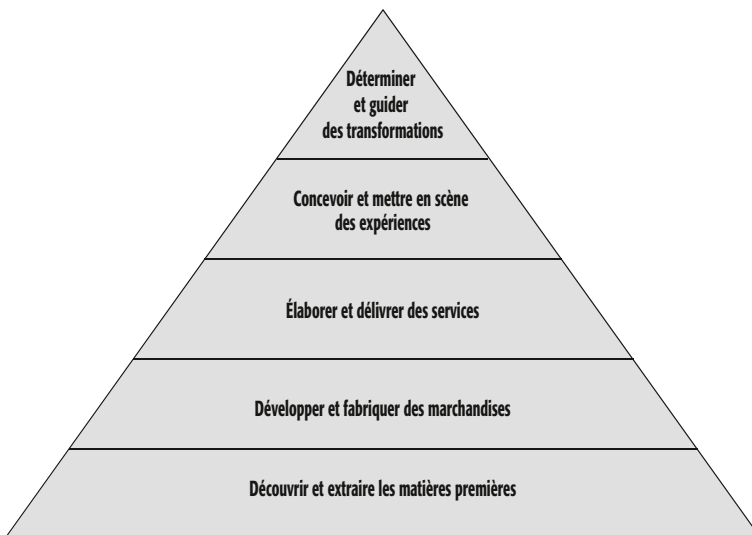 Déterminer
et guider
des transformations
Concevoir et mettre en scène
des expériences
Élaborer et délivrer des services
Développer et fabriquer des marchandises
Découvrir et extraire les matières premières